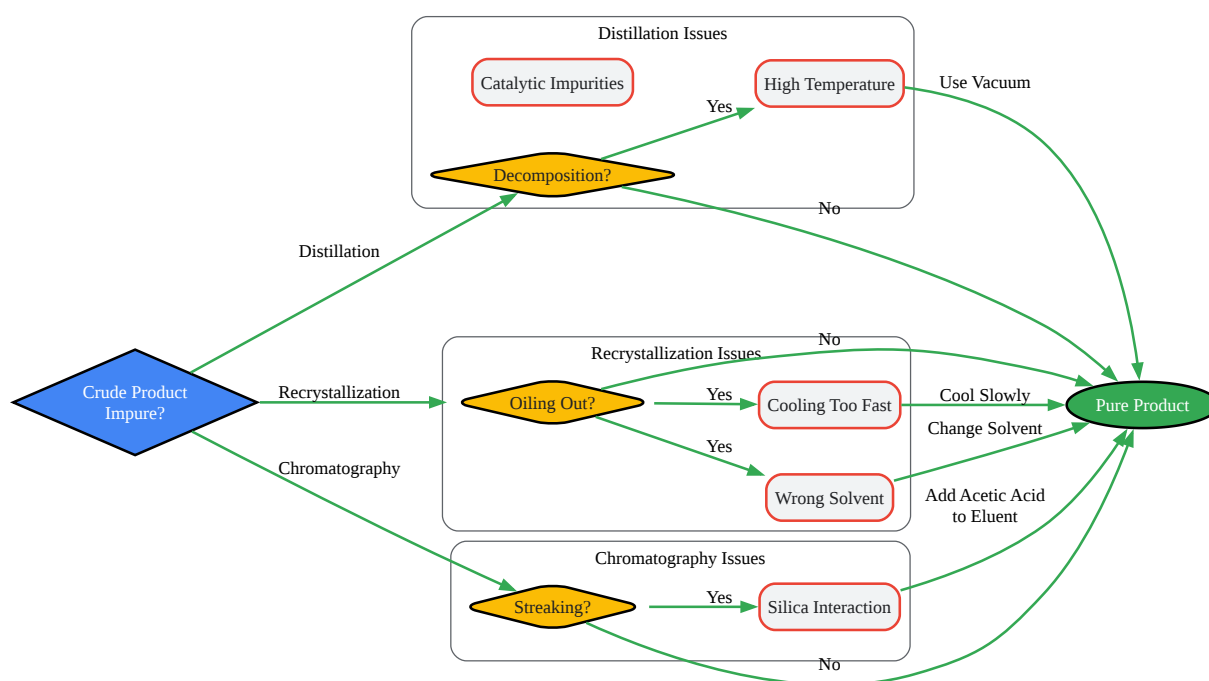 Distillation Issues
Catalytic Impurities
High Temperature
Use Vacuum
Yes
Decomposition?
No
Distillation
Crude Product
Impure?
Recrystallization
Recrystallization Issues
No
Oiling Out?
Yes
Cooling Too Fast
Cool Slowly
Pure Product
Change Solvent
Yes
Wrong Solvent
Chromatography
Add Acetic Acid
to Eluent
Chromatography Issues
Streaking?
Yes
Silica Interaction
No